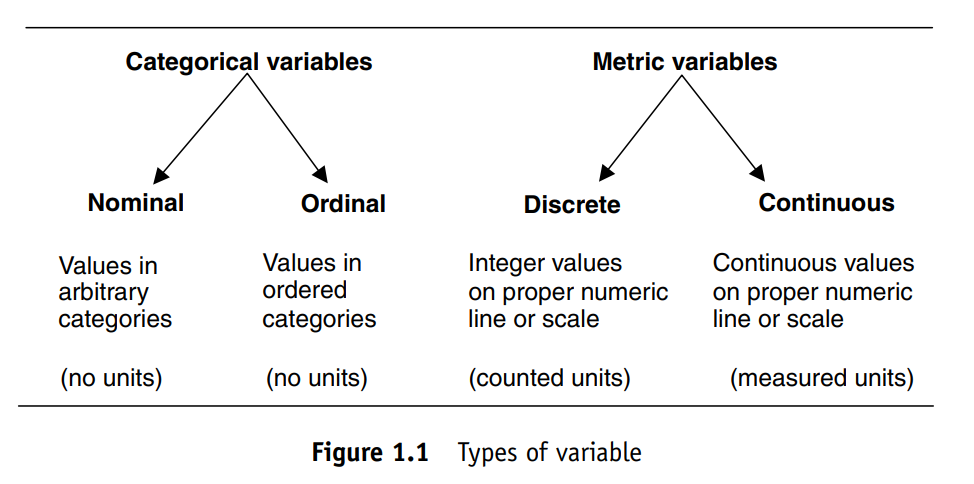 Categorical variables
Metric variables
Nominal
Ordinal
Discrete
Continuous
Values in
arbitrary
categories
Values in
ordered
categories
Integer values
on proper numeric
line or scale
Continuous values
on proper numeric
line or scale
(no units)
(no units)
(counted units)
(measured units)
Figure 1.1 Types of variable